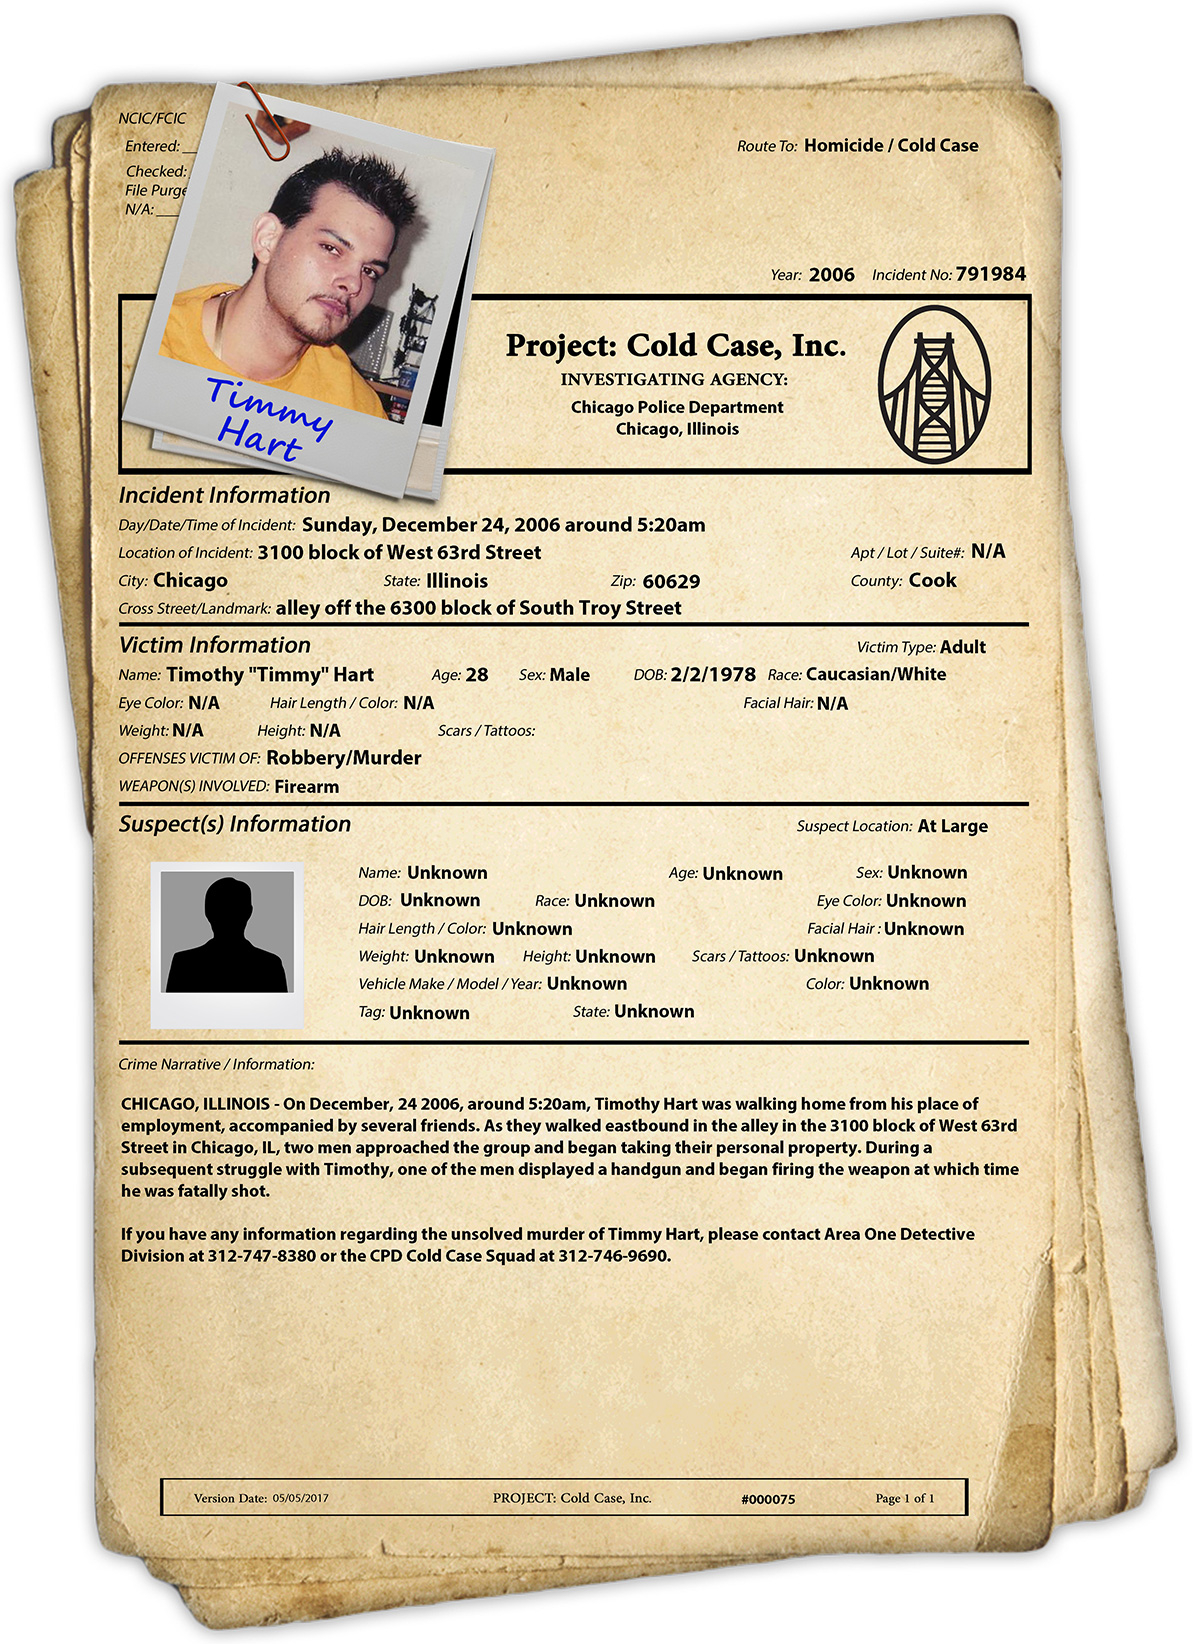 NCIC/FCIC
Entered: __
Checked:
File Purge
N/A:___
Route To: Homicide / Cold Case
Year: 2006 Incident No: 791984
Timmy
Hart
Project: Cold Case, Inc.
INVESTIGATING AGENCY:
Chicago Police Department
Chicago, Illinois
Incident Information
Day/Date/Time of Incident: Sunday, December 24, 2006 around 5:20am
Location of Incident: 3100 block of West 63rd Street Apt / Lot / Suite#: N/A
City: Chicago State: Illinois Zip: 60629 County: Cook
Cross Street/Landmark: alley off the 6300 block of South Troy Street
Victim Information Victim Type: Adult
Name: Timothy "Timmy" Hart Age: 28 Sex: Male DOB: 2/2/1978 Race: Caucasian/White
Eye Color: N/A Hair Length / Color: N/A Facial Hair: N/A
Weight: N/A Height: N/A Scars / Tattoos:
OFFENSES VICTIM OF: Robbery/Murder
WEAPON(S) INVOLVED: Firearm
Suspect(s) Information Suspect Location: At Large
Name: Unknown Age: Unknown Sex: Unknown
DOB: Unknown Race: Unknown Eye Color: Unknown
Hair Length / Color: Unknown Facial Hair : Unknown
Weight: Unknown Height: Unknown Scars / Tattoos: Unknown
Vehicle Make / Model / Year: Unknown Color: Unknown
Tag: Unknown State: Unknown
Crime Narrative / Information:
CHICAGO, ILLINOIS - On December, 24 2006, around 5:20am, Timothy Hart was walking home from his place of
employment, accompanied by several friends. As they walked eastbound in the alley in the 3100 block of West 63rd
Street in Chicago, IL, two men approached the group and began taking their personal property. During a
subsequent struggle with Timothy, one of the men displayed a handgun and began firing the weapon at which time
he was fatally shot.
If you have any information regarding the unsolved murder of Timmy Hart, please contact Area One Detective
Division at 312-747-8380 or the CPD Cold Case Squad at 312-746-9690.
Version Date: 05/05/2017 PROJECT: Cold Case, Inc. #000075 Page 1 of 1